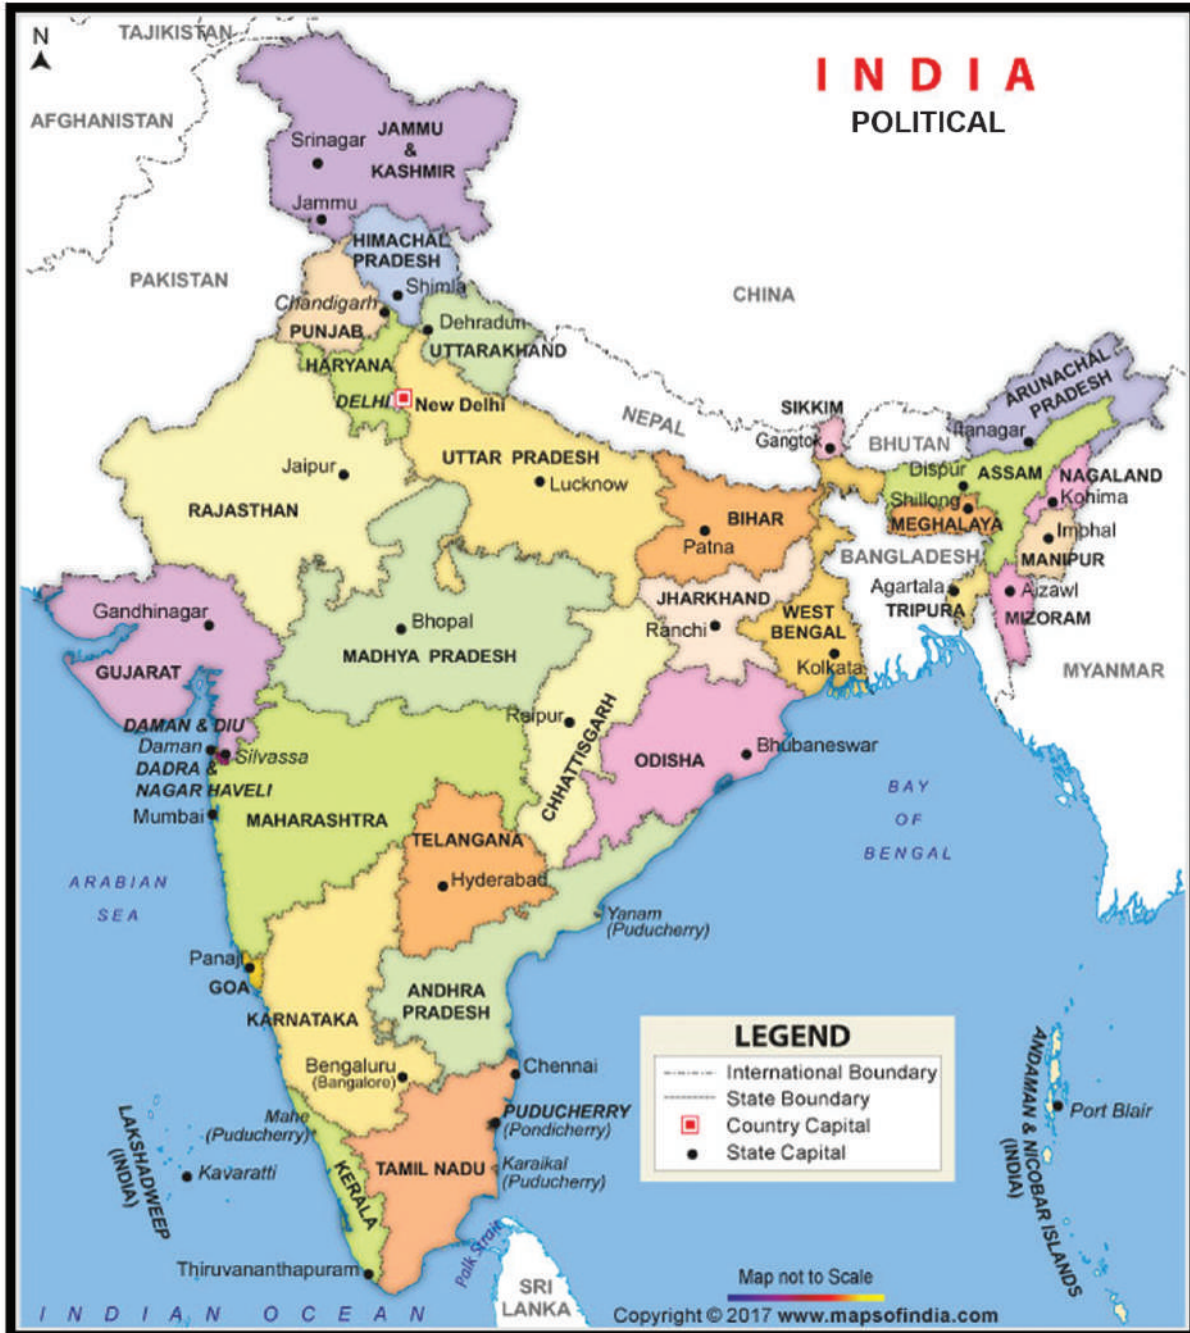 N
TAJIKISTAN
INDIA
POLITICAL
AFGHANISTAN
JAMMU
&
KASHMIR
Srinagar
Jammu
HIMACHAL
PRADESH
PAKISTAN
Shimla
CHINA
Chandigarh
PUNJAB
Dehradun
UTTARAKHAND
HARYANA
ARUNACHAL
PRADESH
DELHI
New Delhi
NEPAL
SIKKIM
Gangtok
BHUTAN
Itanagar
Jaipur
UTTAR PRADESH
Lucknow
Dispur
ASSAM
NAGALAND
Kohima
RAJASTHAN
BIHAR
Patna
Shillong
MEGHALAYA
Imphal
MANIPUR
BANGLADESH
Gandhinagar
Bhopal
JHARKHAND
Ranchi
WEST
BENGAL
Agartala
TRIPURA
Aizawl
MIZORAM
MADHYA PRADESH
GUJARAT
Kolkata
MYANMAR
DAMAN & DIU
Daman
Silvassa
DADRA &
NAGAR HAVELI
Raipur
CHHATTISGARH
ODISHA
Bhubaneswar
Mumbai
MAHARASHTRA
BAY
OF
BENGAL
TELANGANA
Hyderabad
ARABIAN
SEA
Yanam
(Puducherry)
Panaji
GOA
ANDHRA
PRADESH
KARNATAKA
Bengaluru
(Bangalore)
Chennai
LEGEND
International Boundary
State Boundary
Country Capital
State Capital
ANDAMAN & NICOBAR ISLANDS
(INDIA)
Port Blair
LAKSHADWEEP
(INDIA)
Kavaratti
Mahe
(Puducherry)
PUDUCHERRY
(Pondicherry)
KERALA
TAMIL NADU
Karaikal
(Puducherry)
Thiruvananthapuram
Palk Strait
SRI
LANKA
INDIAN OCEAN
Map not to Scale
Copyright © 2017 www.mapsofindia.com